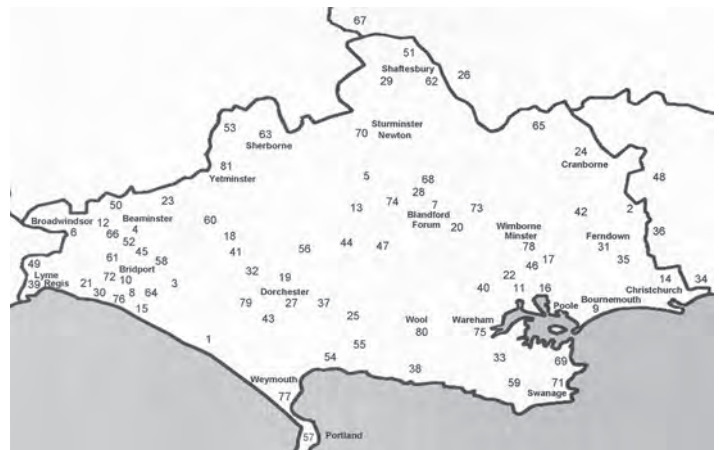 67
51
Shaftesbury
29 62 26
53 63
Sherborne
70 Sturminster
Newton
65
24
Cranborne
81
Yetminster
5 68 48
28
50 23 13 74 7 73 42 2
Broadwindsor 12 Beaminster
4
6 66 52
60
Blandford
Forum 20
18
41
45
56 44 47
Wimborne
Minster
78
Ferndown
31
36
49 61 58 46 17 35
Lyme
Regis
39
Bridport
72 10
21 30 76 8 64 3
15
32 19
Dorchester
79 27 37
43
22
40 11 16
14 34
Christchurch
Bournemouth
9
Poole
25
Wool
80
Wareham
75
1
55
54
38
33 69
59 71
Swanage
Weymouth
77
57 Portland